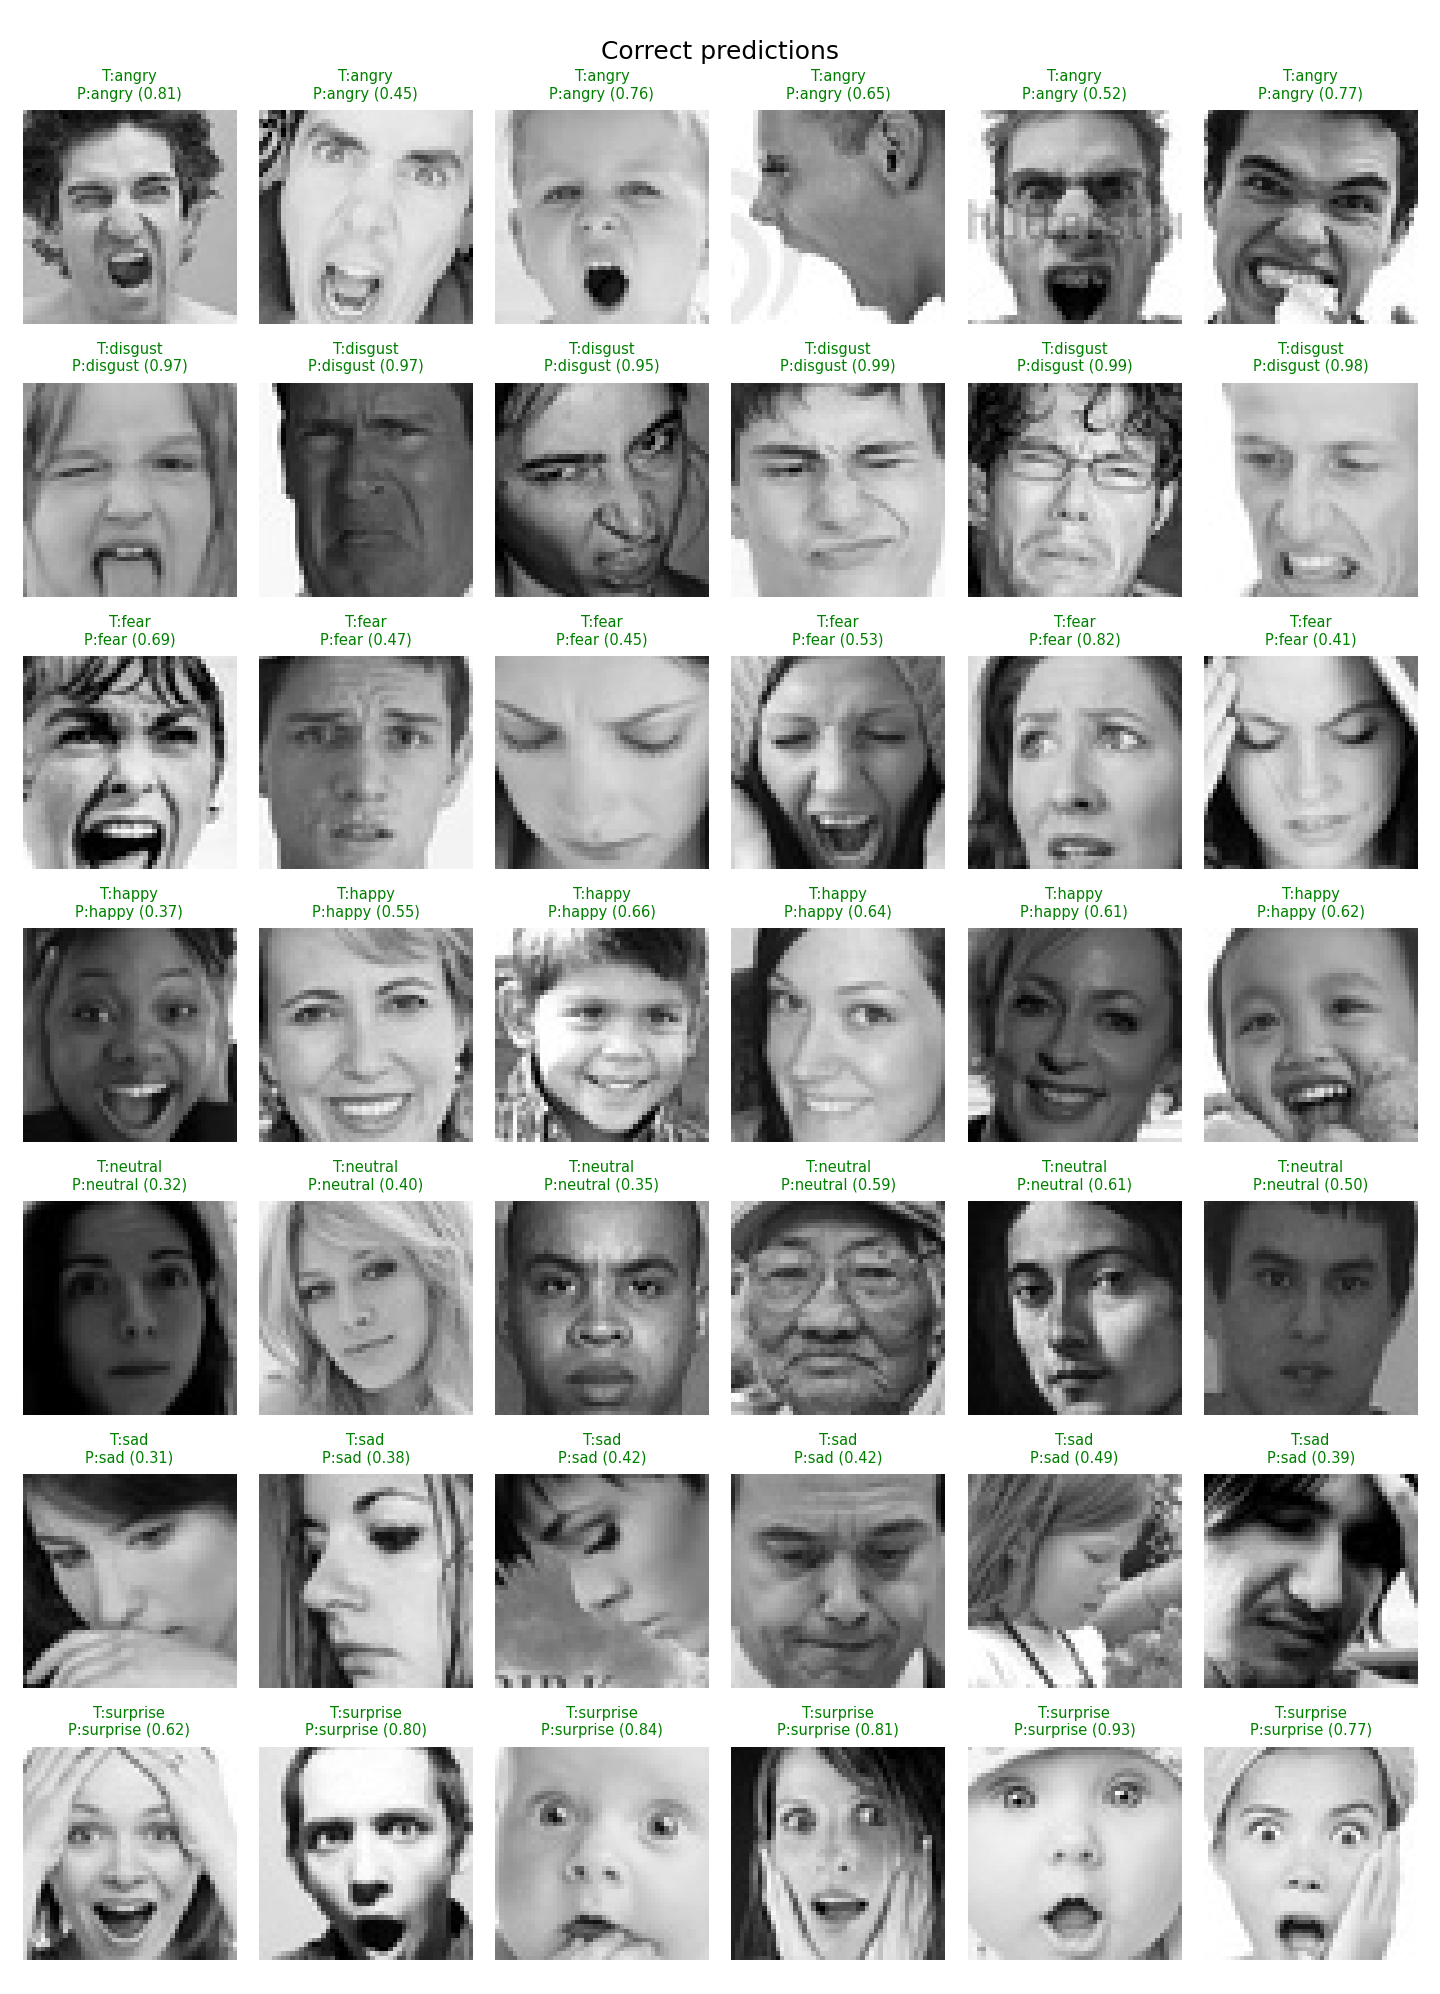 Correct predictions
T:angry
P:angry (0.81)
T:angry
P:angry (0.45)
T:angry
P:angry (0.76)
T:angry
P:angry (0.65)
T:angry
P:angry (0.52)
T:angry
P:angry (0.77)
T:disgust
P:disgust (0.97)
T:disgust
P:disgust (0.97)
T:disgust
P:disgust (0.95)
T:disgust
P:disgust (0.99)
T:disgust
P:disgust (0.99)
T:disgust
P:disgust (0.98)
T:fear
P:fear (0.69)
T:fear
P:fear (0.47)
T:fear
P:fear (0.45)
T:fear
P:fear (0.53)
T:fear
P:fear (0.82)
T:fear
P:fear (0.41)
T:happy
P:happy (0.37)
T:happy
P:happy (0.55)
T:happy
P:happy (0.66)
T:happy
P:happy (0.64)
T:happy
P:happy (0.61)
T:happy
P:happy (0.62)
T:neutral
P:neutral (0.32)
T:neutral
P:neutral (0.40)
T:neutral
P:neutral (0.35)
T:neutral
P:neutral (0.59)
T:neutral
P:neutral (0.61)
T:neutral
P:neutral (0.50)
T:sad
P:sad (0.31)
T:sad
P:sad (0.38)
T:sad
P:sad (0.42)
T:sad
P:sad (0.42)
T:sad
P:sad (0.49)
T:sad
P:sad (0.39)
T:surprise
P:surprise (0.62)
T:surprise
P:surprise (0.80)
T:surprise
P:surprise (0.84)
T:surprise
P:surprise (0.81)
T:surprise
P:surprise (0.93)
T:surprise
P:surprise (0.77)